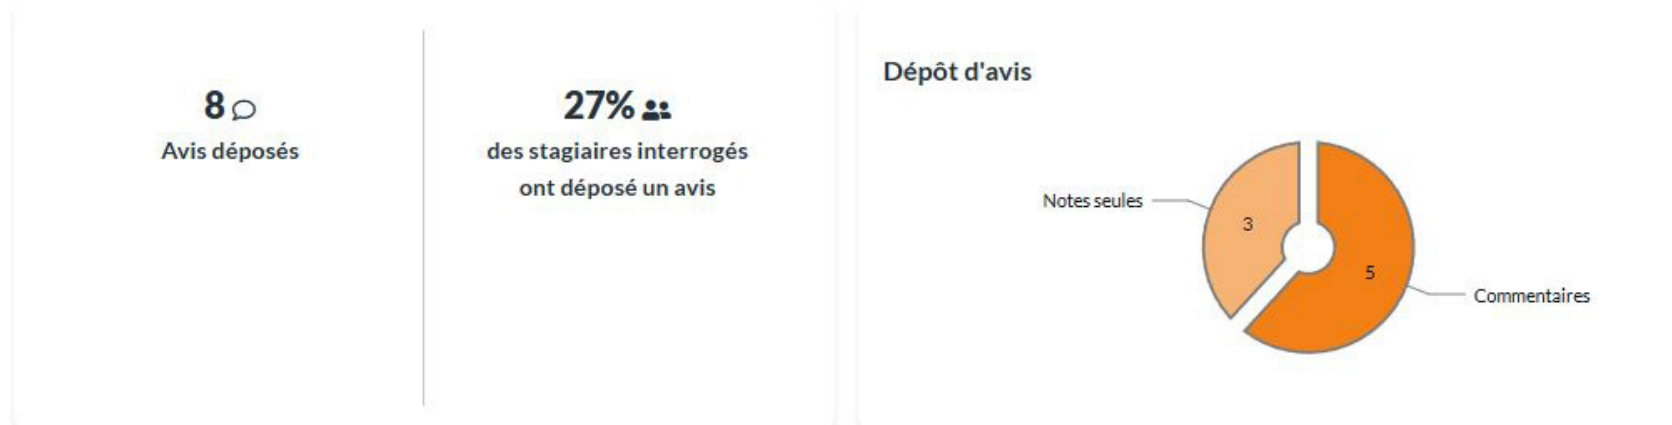 8
Avis déposés
27%
des stagiaires interrogés
ont déposé un avis
Dépôt d'avis
Notes seules
3
5
Commentaires